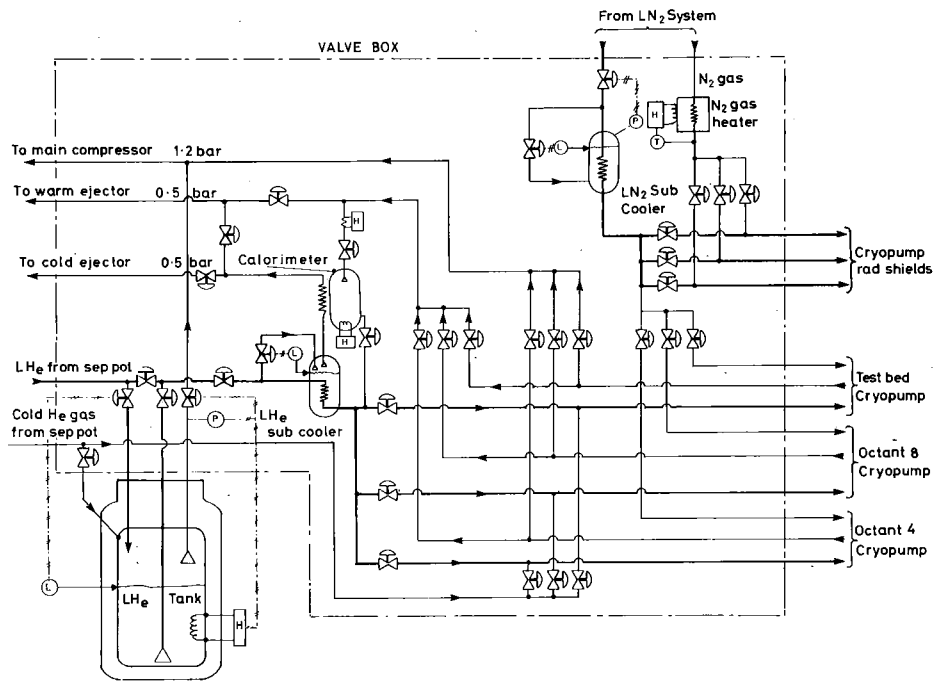 From LN2 System
VALVE BOX
N2 gas
N2 gas
heater
H
P
T
L
To main compressor 1·2 bar
LN2 Sub
Cooler
To warm ejector 0·5 bar
H
Cryopump
rad shields
To cold ejector 0·5 bar
Calorimeter
H
LHe from sep pot
L
Test bed
Cryopump
Cold He gas
from sep pot
P
LHe
sub cooler
Octant 8
Cryopump
Octant 4
Cryopump
L
LHe Tank
H